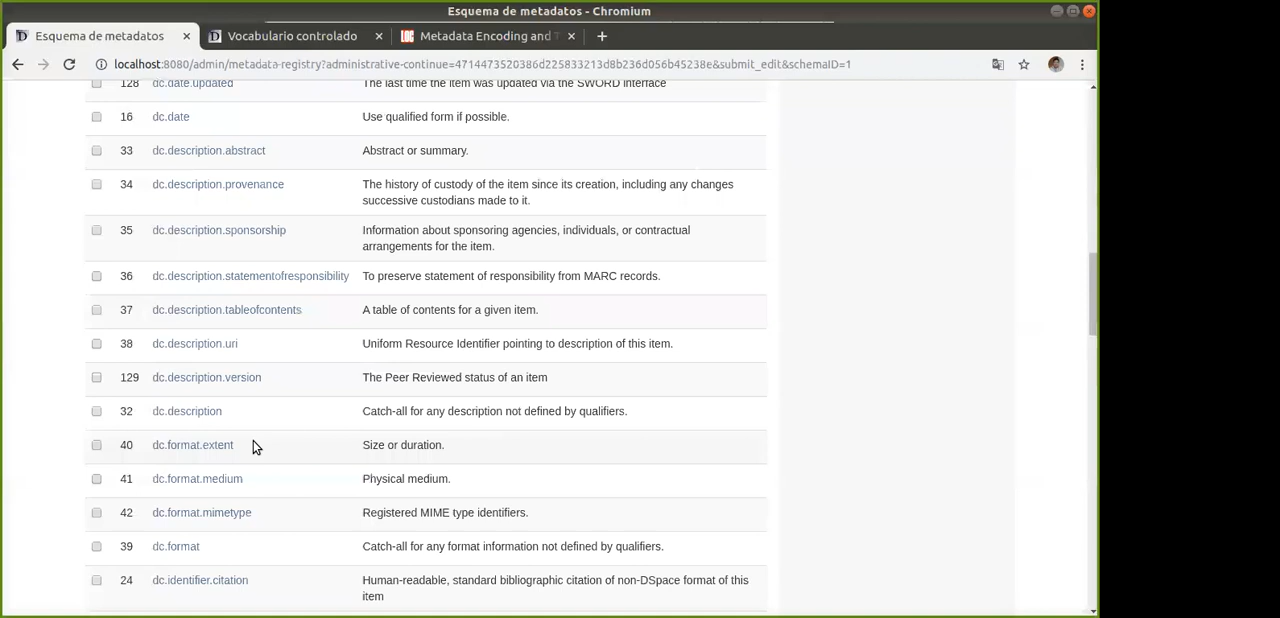 Esquema de metadatos - Chromium
Esquema de metadatos
Vocabulario controlado
Metadata Encoding and T
localhost:8080/admin/metadata-registry?administrative-continue=4714473520386d225833213d8b236d056b45238e&submit_edit&schemaID=1
128 dc.date.updated The last time the item was updated via the SWORD interface
16 dc.date Use qualified form if possible.
33 dc.description.abstract Abstract or summary.
34 dc.description.provenance The history of custody of the item since its creation, including any changes
successive custodians made to it.
35 dc.description.sponsorship Information about sponsoring agencies, individuals, or contractual
arrangements for the item.
36 dc.description.statementofresponsibility To preserve statement of responsibility from MARC records.
37 dc.description.tableofcontents A table of contents for a given item.
38 dc.description.uri Uniform Resource Identifier pointing to description of this item.
129 dc.description.version The Peer Reviewed status of an item
32 dc.description Catch-all for any description not defined by qualifiers.
40 dc.format.extent Size or duration.
41 dc.format.medium Physical medium.
42 dc.format.mimetype Registered MIME type identifiers.
39 dc.format Catch-all for any format information not defined by qualifiers.
24 dc.identifier.citation Human-readable, standard bibliographic citation of non-DSpace format of this
item